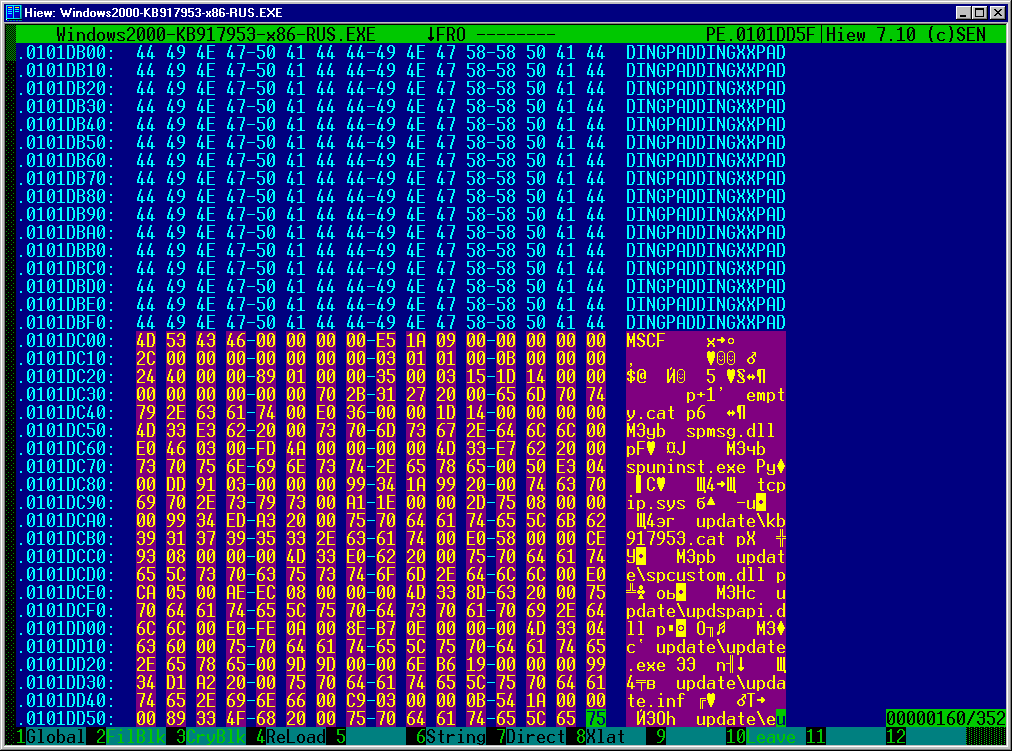 Hiew: Windows2000-KB917953-x86-RUS.EXE
Windows2000-KB917953-x86-RUS.EXE ↓FRO -------- PE.0101DD5F│Hiew 7.10 (c)SEN
.0101DB00: 44 49 4E 47-50 41 44 44-49 4E 47 58-58 50 41 44 DINGPADDINGXXPAD
.0101DB10: 44 49 4E 47-50 41 44 44-49 4E 47 58-58 50 41 44 DINGPADDINGXXPAD
.0101DB20: 44 49 4E 47-50 41 44 44-49 4E 47 58-58 50 41 44 DINGPADDINGXXPAD
.0101DB30: 44 49 4E 47-50 41 44 44-49 4E 47 58-58 50 41 44 DINGPADDINGXXPAD
.0101DB40: 44 49 4E 47-50 41 44 44-49 4E 47 58-58 50 41 44 DINGPADDINGXXPAD
.0101DB50: 44 49 4E 47-50 41 44 44-49 4E 47 58-58 50 41 44 DINGPADDINGXXPAD
.0101DB60: 44 49 4E 47-50 41 44 44-49 4E 47 58-58 50 41 44 DINGPADDINGXXPAD
.0101DB70: 44 49 4E 47-50 41 44 44-49 4E 47 58-58 50 41 44 DINGPADDINGXXPAD
.0101DB80: 44 49 4E 47-50 41 44 44-49 4E 47 58-58 50 41 44 DINGPADDINGXXPAD
.0101DB90: 44 49 4E 47-50 41 44 44-49 4E 47 58-58 50 41 44 DINGPADDINGXXPAD
.0101DBA0: 44 49 4E 47-50 41 44 44-49 4E 47 58-58 50 41 44 DINGPADDINGXXPAD
.0101DBB0: 44 49 4E 47-50 41 44 44-49 4E 47 58-58 50 41 44 DINGPADDINGXXPAD
.0101DBC0: 44 49 4E 47-50 41 44 44-49 4E 47 58-58 50 41 44 DINGPADDINGXXPAD
.0101DBD0: 44 49 4E 47-50 41 44 44-49 4E 47 58-58 50 41 44 DINGPADDINGXXPAD
.0101DBE0: 44 49 4E 47-50 41 44 44-49 4E 47 58-58 50 41 44 DINGPADDINGXXPAD
.0101DBF0: 44 49 4E 47-50 41 44 44-49 4E 47 58-58 50 41 44 DINGPADDINGXXPAD
.0101DC00: 4D 53 43 46-00 00 00 00-E5 1A 09 00-00 00 00 00 MSCF    х→○
.0101DC10: 2C 00 00 00-00 00 00 00-03 01 01 00-0B 00 00 00 ,       ♥☺☺ ♂
.0101DC20: 24 40 00 00-89 01 00 00-35 00 03 15-1D 14 00 00 $@  Й☺  5 ♥§↔¶
.0101DC30: 00 00 00 00-00 00 70 2B-31 27 20 00-65 6D 70 74 p+1'  empt
.0101DC40: 79 2E 63 61-74 00 E0 36-00 00 1D 14-00 00 00 00 y.cat р6  ↔¶
.0101DC50: 4D 33 E3 62-20 00 73 70-6D 73 67 2E-64 6C 6C 00 M3уb  spmsg.dll
.0101DC60: E0 46 03 00-FD 4A 00 00-00 00 4D 33-E7 62 20 00 рF♥ ¤J    M3чb
.0101DC70: 73 70 75 6E-69 6E 73 74-2E 65 78 65-00 50 E3 04 spuninst.exe Pу♦
.0101DC80: 00 DD 91 03-00 00 00 00-99 34 1A 99-20 00 74 63 70 ▌С♥    Щ4→Щ  tcp
.0101DC90: 69 70 2E 73-79 73 00 A1-1E 00 00 2D-75 08 00 00 ip.sys б▲  -u◘
.0101DCA0: 00 99 34 ED-A3 20 00 75-70 64 61 74-65 5C 6B 62 Щ4эг  update\kb
.0101DCB0: 39 31 37 39-35 33 2E 63-61 74 00 E0-58 00 00 CE 917953.cat рX  ╬
.0101DCC0: 93 08 00 00-00 00 4D 33-E0 62 20 00-75 70 64 61 74 У◘    M3рb  updat
.0101DCD0: 65 5C 73 70-63 75 73 74-6F 6D 2E 64-6C 6C 00 E0 e\spcustom.dll р
.0101DCE0: CA 05 00 AE-EC 08 00 00-00 00 4D 33 8D-63 20 00 75 ╩♣ оь◘    M3Нc  u
.0101DCF0: 70 64 61 74-65 5C 75 70-64 73 70 61-70 69 2E 64 pdate\updspapi.d
.0101DD00: 6C 6C 00 E0-FE 0A 00 8E-B7 0E 00 00-00 00 4D 33 04 ll р■◙ О╖♫    M3♦
.0101DD10: 63 60 00 75-70 64 61 74-65 5C 75 70-64 61 74 65 c` update\update
.0101DD20: 2E 65 78 65-00 9D 9D 00-00 6E B6 19-00 00 00 00 99 .exe ЭЭ  n╢↓    Щ
.0101DD30: 34 D1 A2 20-00 75 70 64-61 74 65 5C-75 70 64 61 4╤в  update\upda
.0101DD40: 74 65 2E 69-6E 66 00 C9-03 00 00 0B-54 1A 00 00 te.inf ╔♥  ♂T→
.0101DD50: 00 89 33 4F-68 20 00 75-70 64 61 74-65 5C 65 75 Й3Oh  update\eu
00000160/352
1Global 2FilBlk 3CryBlk 4ReLoad 5 6String 7Direct 8Xlat 9 10Leave 11 12